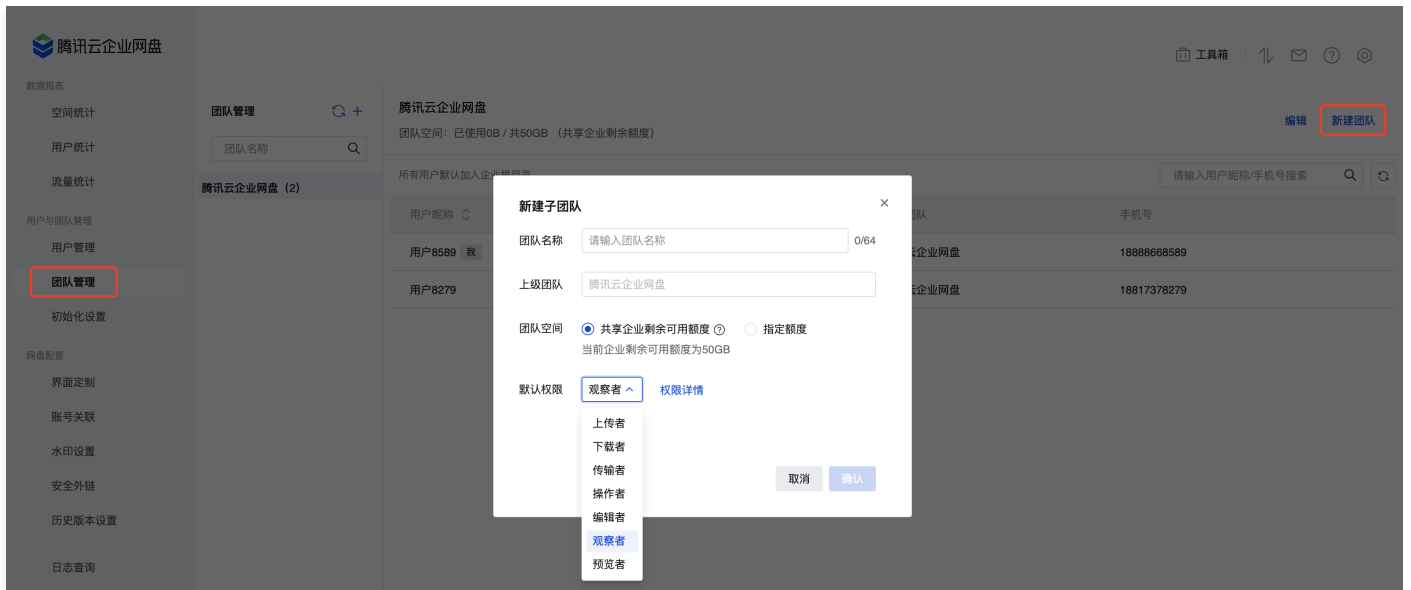 腾讯云企业网盘
工具箱
数据报表
空间统计
用户统计
流量统计
用户与团队管理
用户管理
团队管理
初始化设置
网盘配置
界面定制
账号关联
水印设置
安全外链
历史版本设置
日志查询
团队管理
团队名称
腾讯云企业网盘（2）
腾讯云企业网盘
团队空间：已使用0B / 共50GB （共享企业剩余额度）
编辑 新建团队
所有用户默认加入企业根目录
请输入用户昵称/手机号搜索
用户昵称 团队 手机号
用户8589 我 云企业网盘 18888668589
用户8279 云企业网盘 18817378279
新建子团队
团队名称 请输入团队名称 0/64
上级团队 腾讯云企业网盘
团队空间 共享企业剩余可用额度 指定额度
当前企业剩余可用额度为50GB
默认权限 观察者 权限详情
上传者
下载者
传输者
操作者
编辑者
观察者
预览者
取消 确认